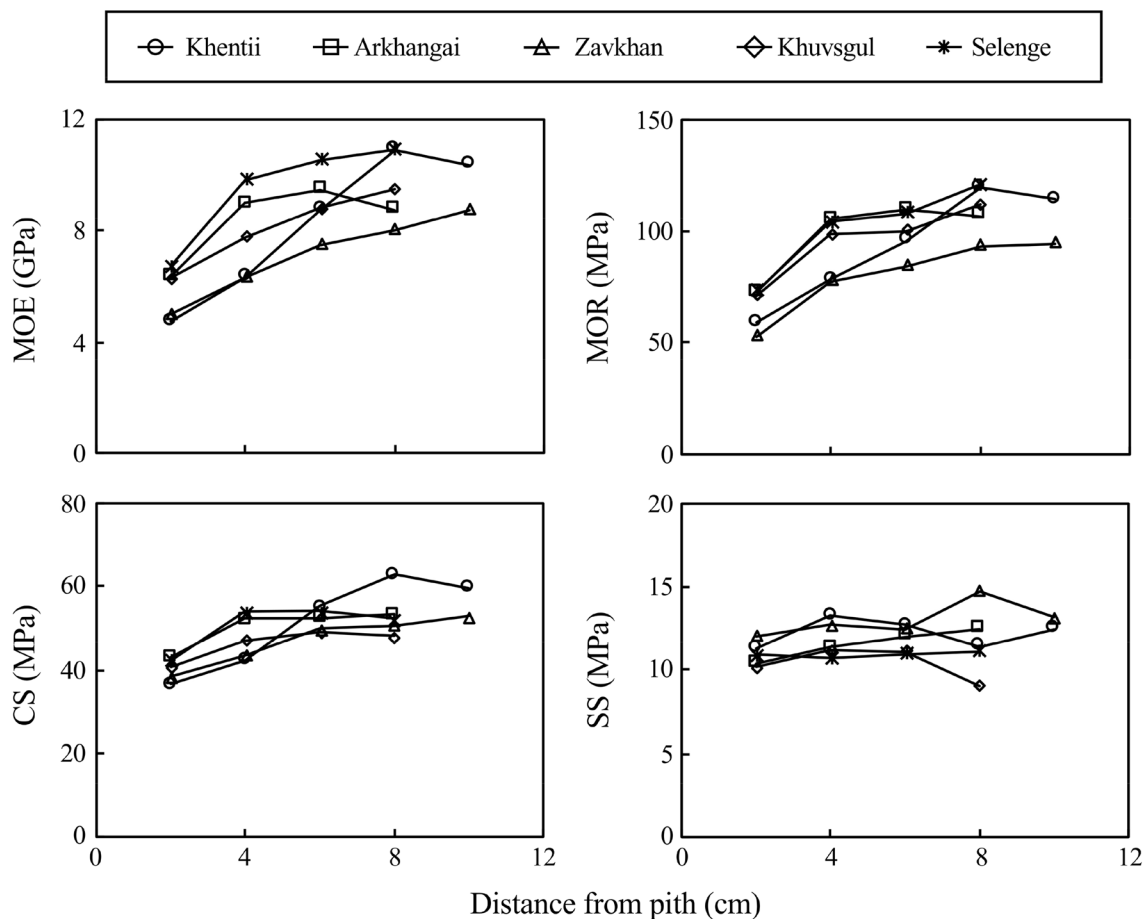 Khentii Arkhangai Zavkhan Khuvsgul Selenge
12
8
4
0
MOE (GPa)
150
100
50
0
MOR (MPa)
80
60
40
20
0
CS (MPa)
0 4 8 12
20
15
10
5
0
SS (MPa)
0 4 8 12
Distance from pith (cm)